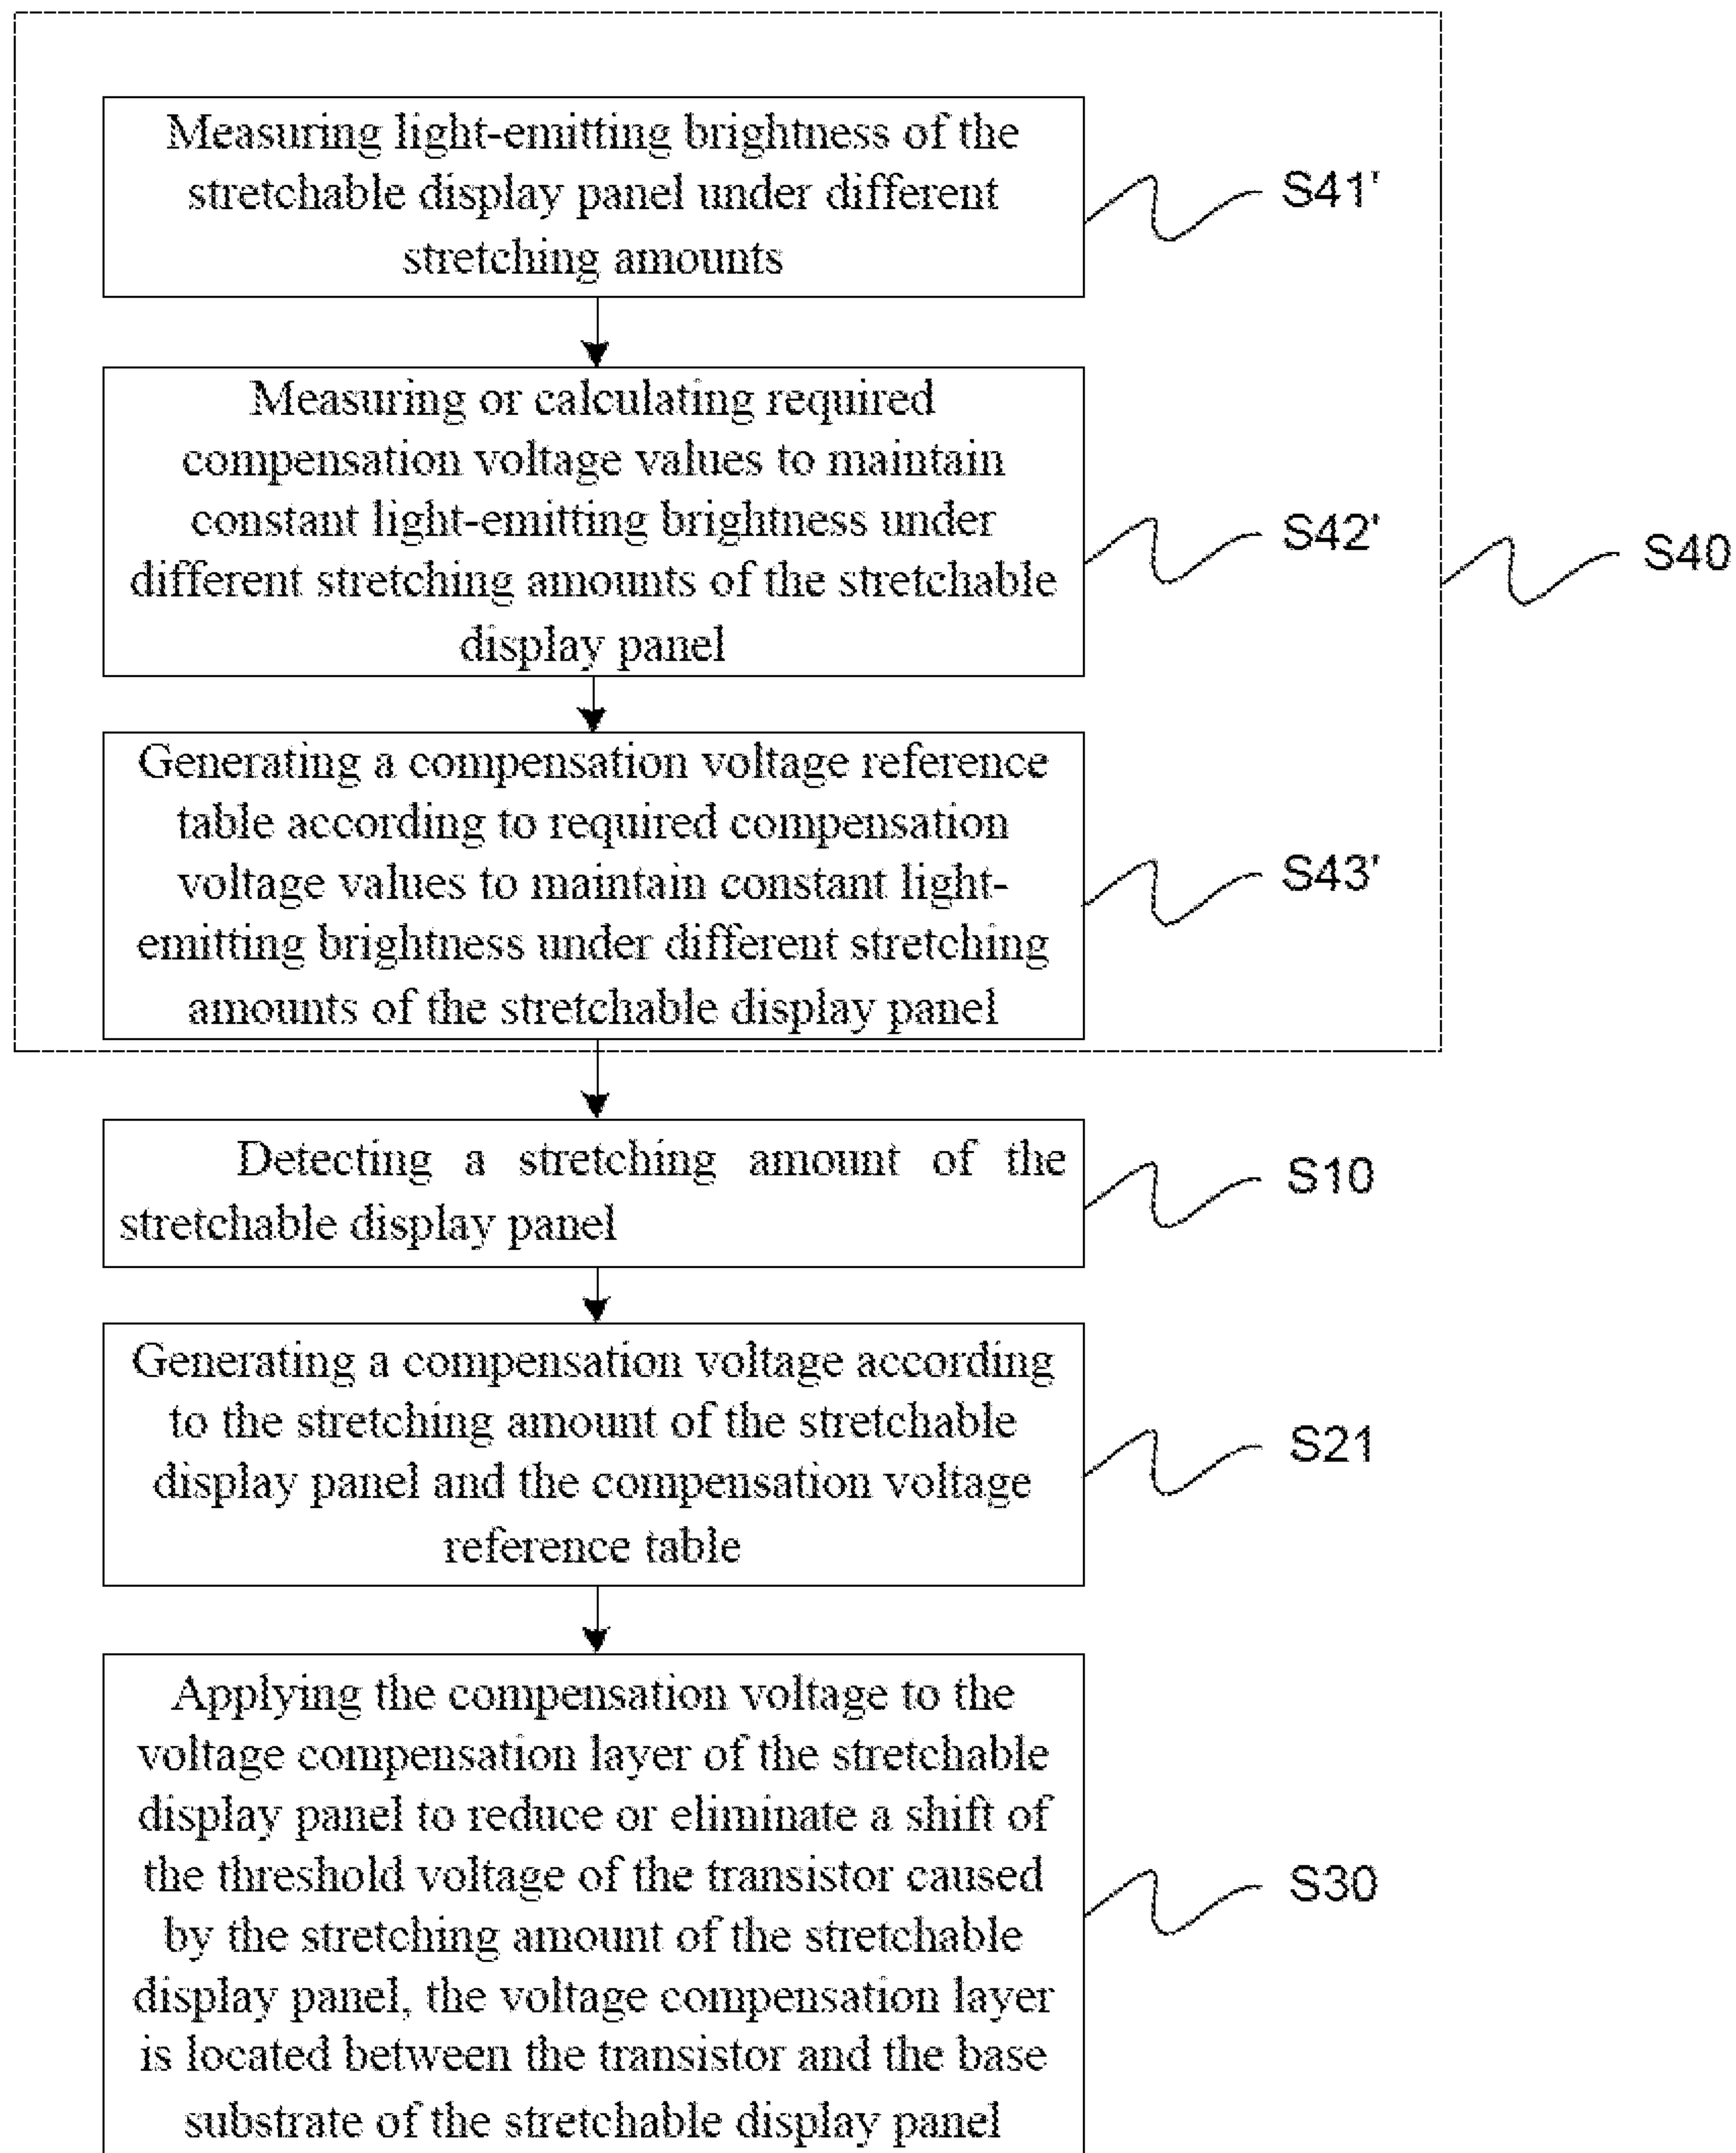 Measuring light-emitting brightness of the
stretchable display panel under different
stretching amounts
S41'
Measuring or calculating required
compensation voltage values to maintain
constant light-emitting brightness under
different stretching amounts of the stretchable
display panel
S42'
S40
Generating a compensation voltage reference
table according to required compensation
voltage values to maintain constant light-
emitting brightness under different stretching
amounts of the stretchable display panel
S43'
Detecting a stretching amount of the
stretchable display panel
S10
Generating a compensation voltage according
to the stretching amount of the stretchable
display panel and the compensation voltage
reference table
S21
Applying the compensation voltage to the
voltage compensation layer of the stretchable
display panel to reduce or eliminate a shift of
the threshold voltage of the transistor caused
by the stretching amount of the stretchable
display panel, the voltage compensation layer
is located between the transistor and the base
substrate of the stretchable display panel
S30